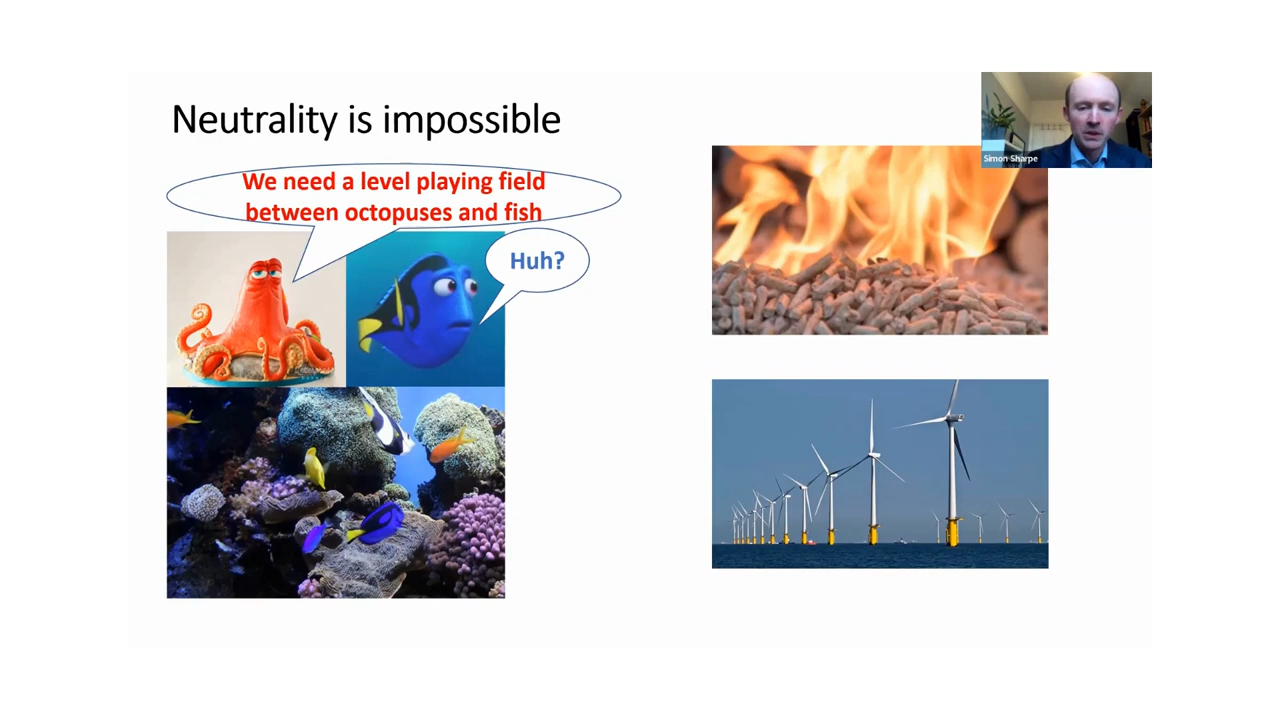 Neutrality is impossible
We need a level playing field
between octopuses and fish
Huh?
Simon Sharpe